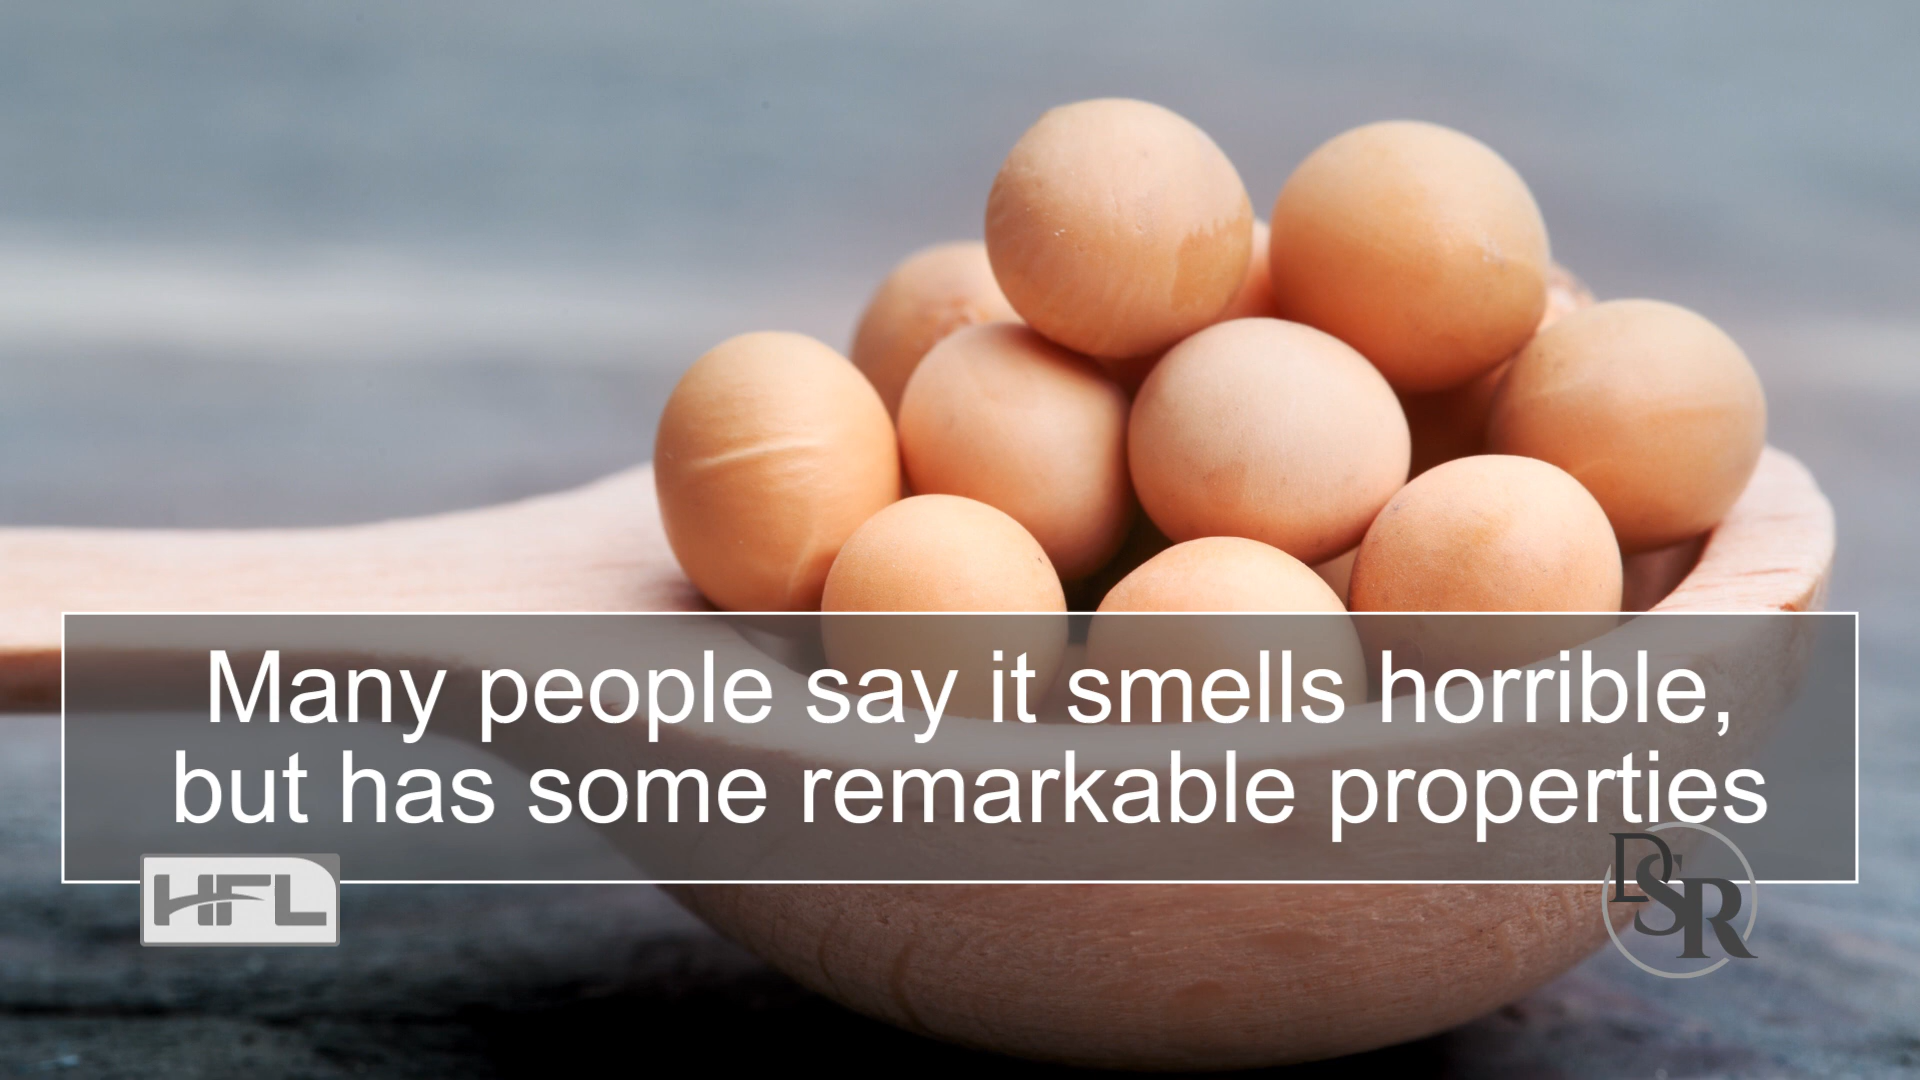 Many people say it smells horrible,
but has some remarkable properties
HFL
DSR